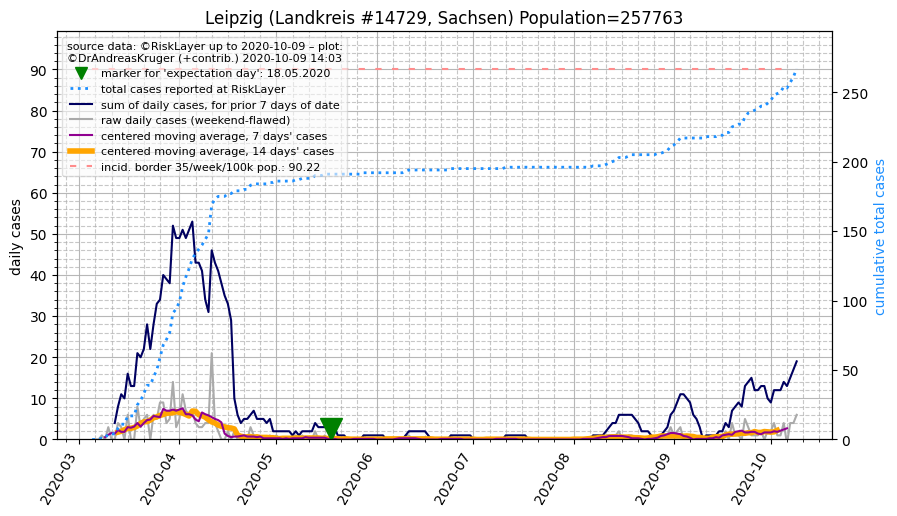 Leipzig (Landkreis #14729, Sachsen) Population=257763
source data: ©RiskLayer up to 2020-10-09 – plot:
©DrAndreasKruger (+contrib.) 2020-10-09 14:03
marker for 'expectation day': 18.05.2020
total cases reported at RiskLayer
sum of daily cases, for prior 7 days of date
raw daily cases (weekend-flawed)
centered moving average, 7 days' cases
centered moving average, 14 days' cases
incid. border 35/week/100k pop.: 90.22
daily cases
90
80
70
60
50
40
30
20
10
0
250
200
150
100
50
0
cumulative total cases
2020-03
2020-04
2020-05
2020-06
2020-07
2020-08
2020-09
2020-10